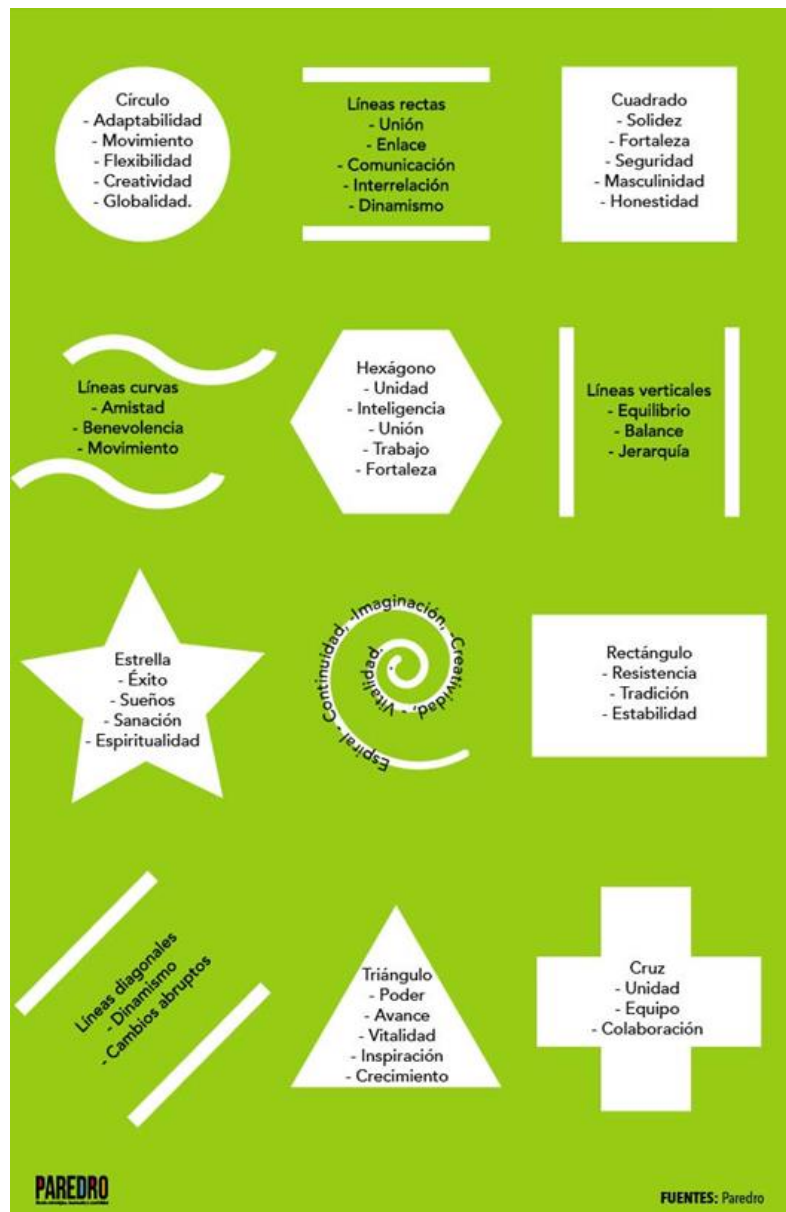 Círculo
- Adaptabilidad
- Movimiento
- Flexibilidad
- Creatividad
- Globalidad.
Líneas rectas
- Unión
- Enlace
- Comunicación
- Interrelación
- Dinamismo
Cuadrado
- Solidez
- Fortaleza
- Seguridad
- Masculinidad
- Honestidad
Líneas curvas
- Amistad
- Benevolencia
- Movimiento
Hexágono
- Unidad
- Inteligencia
- Unión
- Trabajo
- Fortaleza
Líneas verticales
- Equilibrio
- Balance
- Jerarquía
Estrella
- Éxito
- Sueños
- Sanación
- Espiritualidad
Espiral - Continuidad, -Imaginación, -Creatividad, - Vitalidad.
Rectángulo
- Resistencia
- Tradición
- Estabilidad
Líneas diagonales
- Dinamismo
- Cambios abruptos
Triángulo
- Poder
- Avance
- Vitalidad
- Inspiración
- Crecimiento
Cruz
- Unidad
- Equipo
- Colaboración
PAREDRO
FUENTES: Paredro